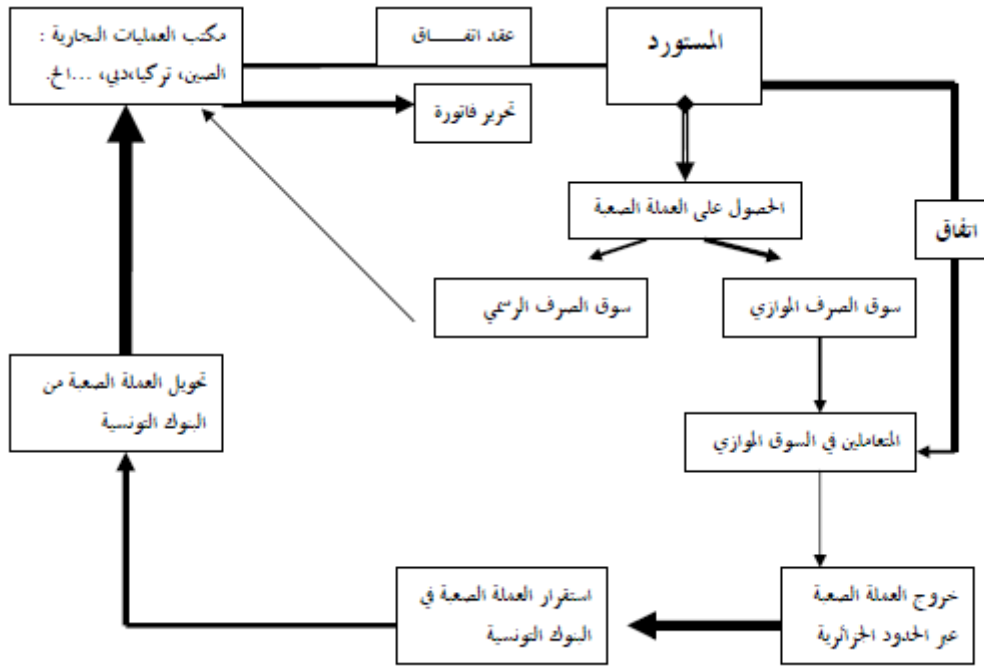 المستورد
عقد اتفـــــاق
مكتب العمليات التجارية :
الصين، تركيا،دبي، ...الخ.
تحرير فاتورة
الحصول على العملة الصعبة
اتفاق
سوق الصرف الموازي
سوق الصرف الرسمي
تحويل العملة الصعبة من
البنوك التونسية
المتعاملين في السوق الموازي
خروج العملة الصعبة
عبر الحدود الجزائرية
استقرار العملة الصعبة في
البنوك التونسية